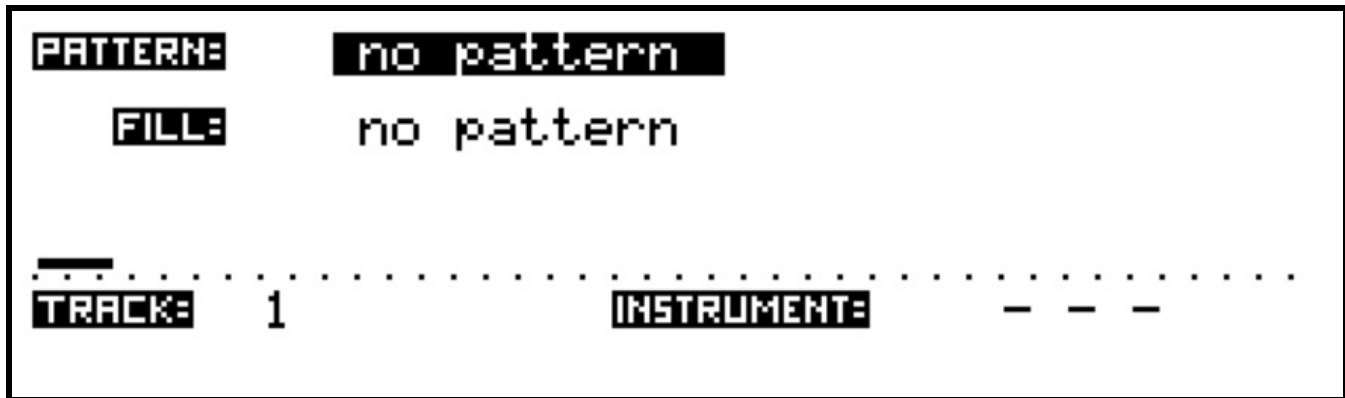 PATTERN: no pattern
FILL: no pattern
TRACK: 1 INSTRUMENT: - - -